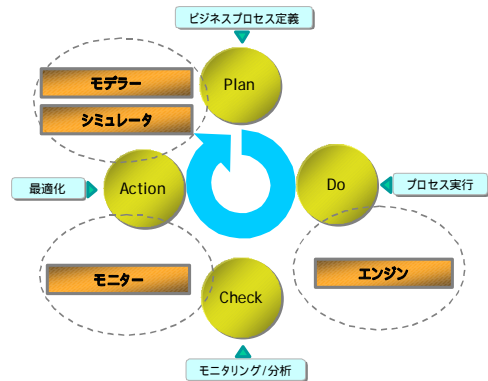 ビジネスプロセス定義
モデラー
Plan
シミュレータ
最適化
Action
Do
プロセス実行
モニター
エンジン
Check
モニタリング/分析